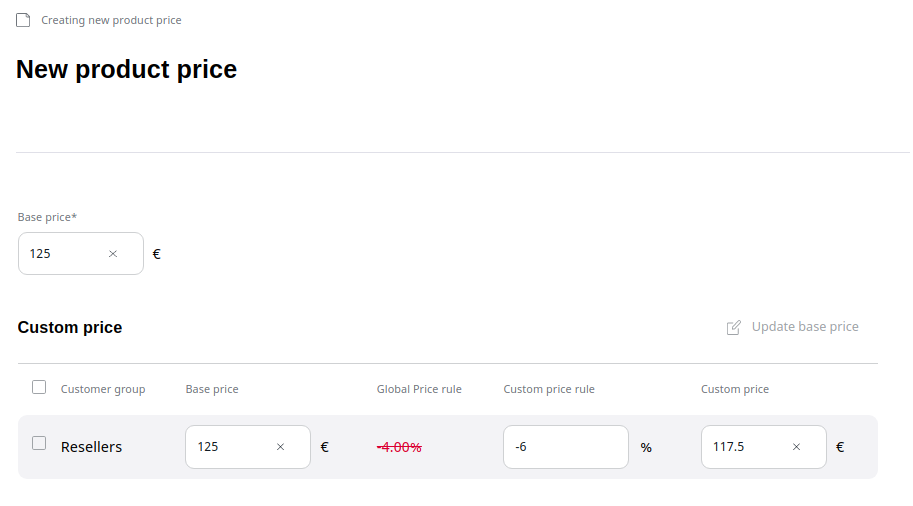 Creating new product price
New product price
Base price*
125 €
Custom price
Update base price
Customer group Base price Global Price rule Custom price rule Custom price
Resellers 125 € -4.00% -6 % 117.5 €